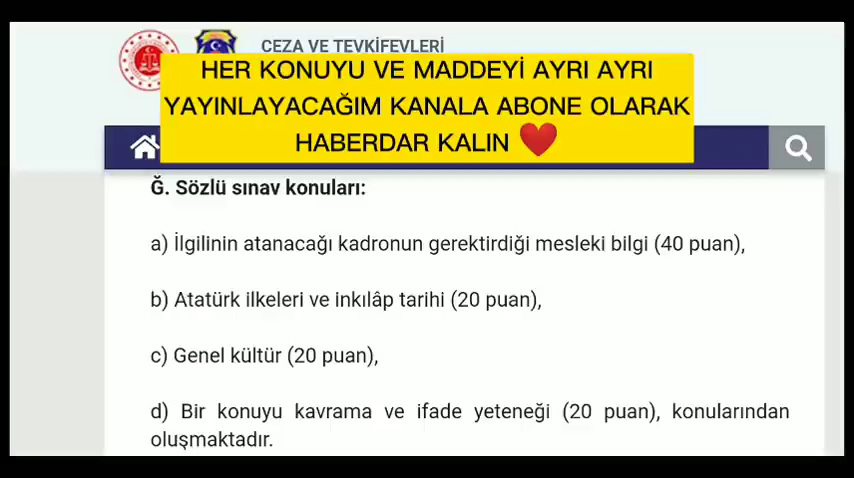 CEZA VE TEVKİFEVLERİ
HER KONUYU VE MADDEYİ AYRI AYRI
YAYINLAYACAĞIM KANALA ABONE OLARAK
HABERDAR KALIN ❤️
Ğ. Sözlü sınav konuları:
a) İlgilinin atanacağı kadronun gerektirdiği mesleki bilgi (40 puan),
b) Atatürk ilkeleri ve inkılâp tarihi (20 puan),
c) Genel kültür (20 puan),
d) Bir konuyu kavrama ve ifade yeteneği (20 puan), konularından
oluşmaktadır.